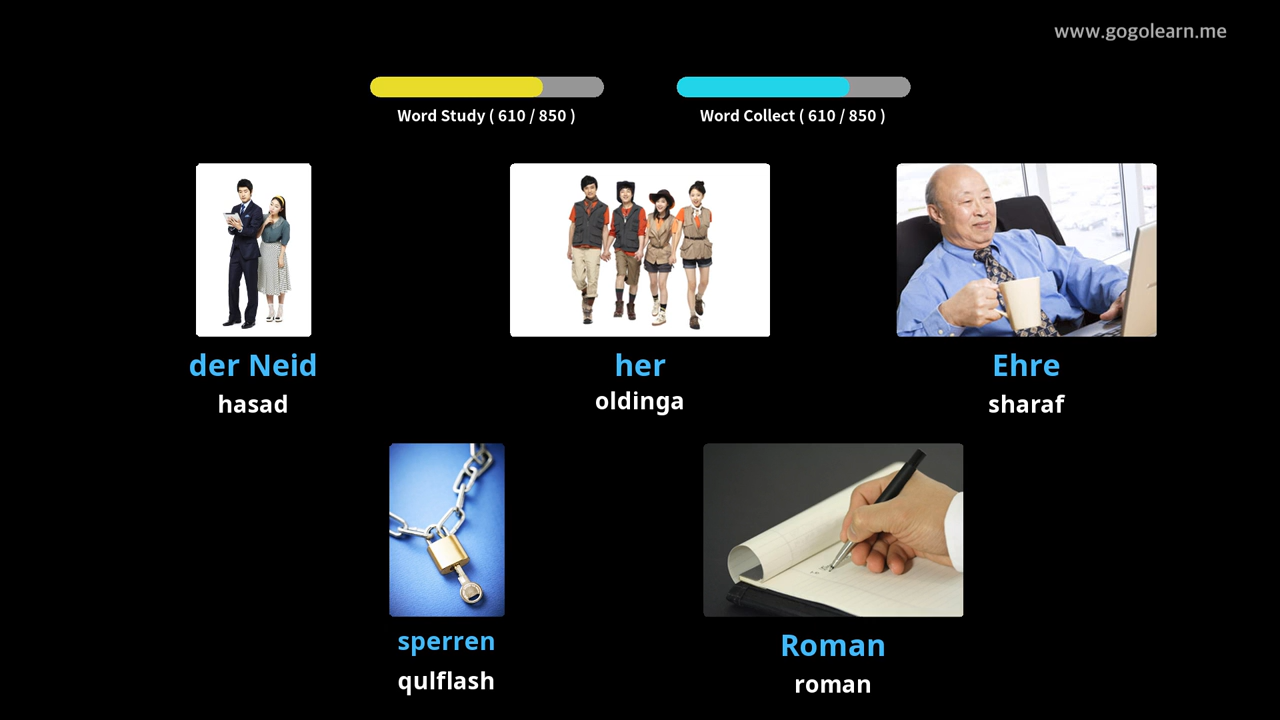 www.gogolearn.me
Word Study ( 610 / 850 )
Word Collect ( 610 / 850 )
der Neid
hasad
her
oldinga
Ehre
sharaf
sperren
qulflash
Roman
roman